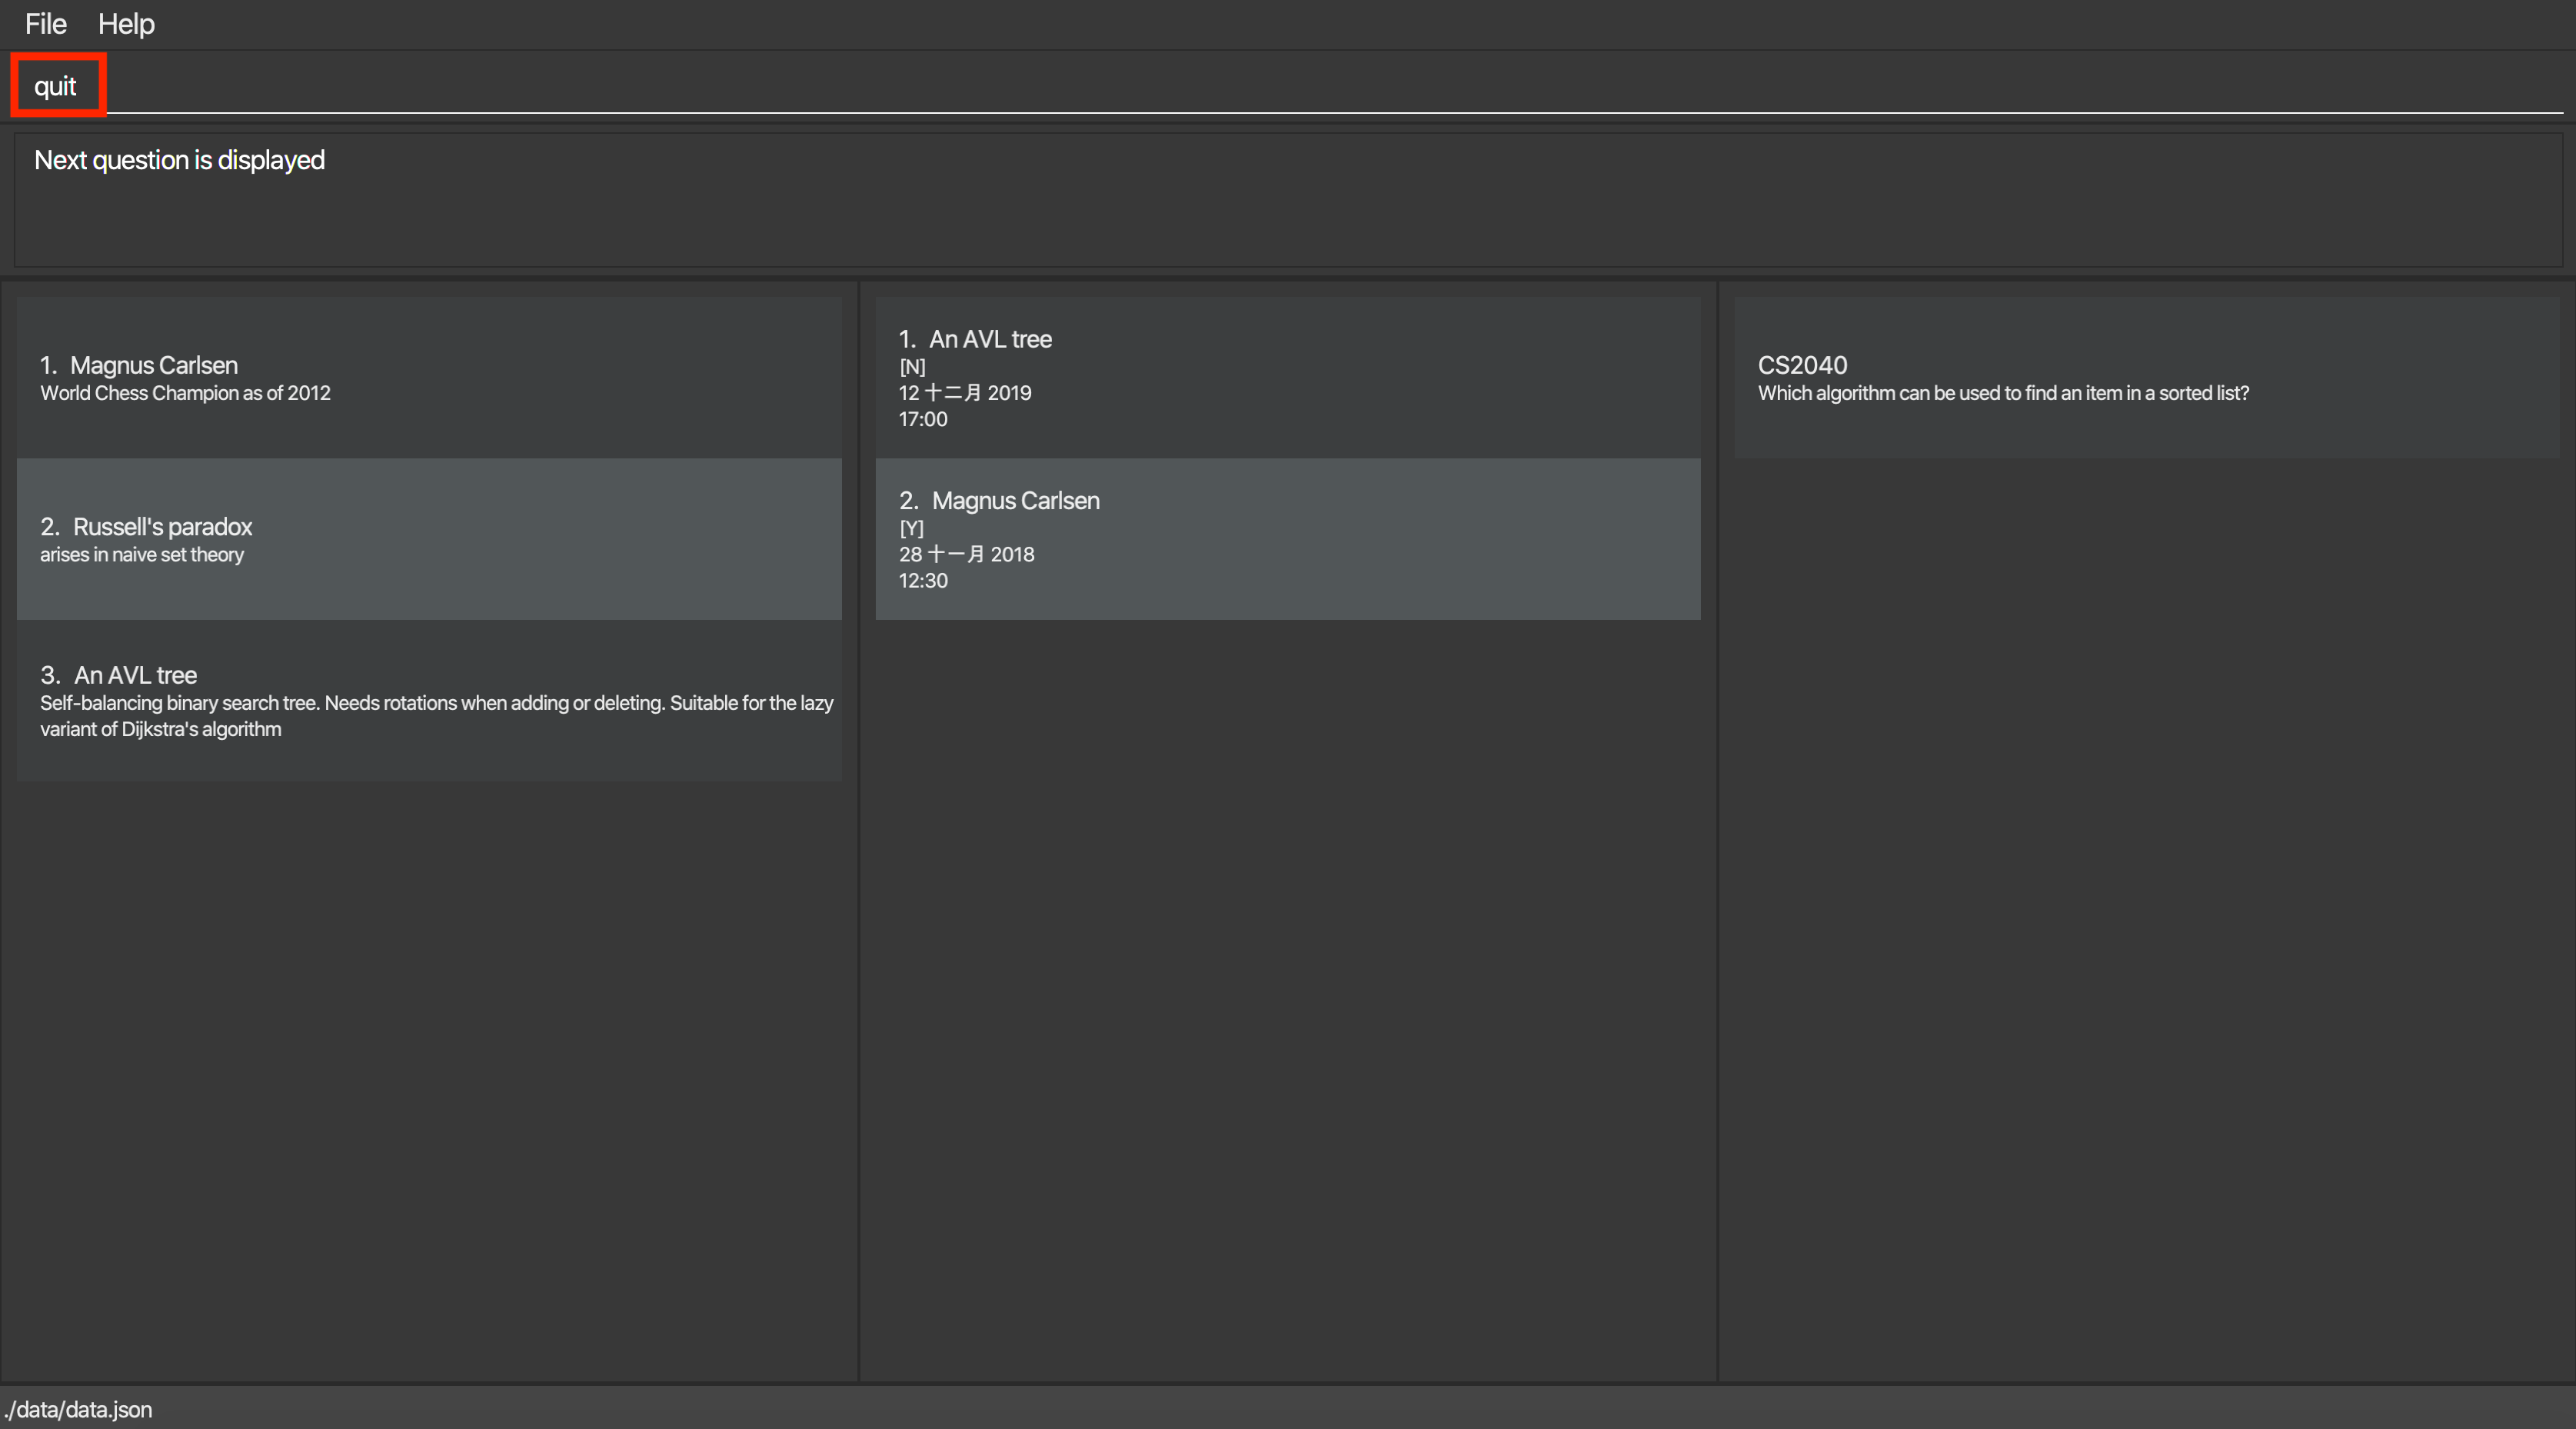 File Help
quit
Next question is displayed
1. Magnus Carlsen
World Chess Champion as of 2012
2. Russell's paradox
arises in naive set theory
3. An AVL tree
Self-balancing binary search tree. Needs rotations when adding or deleting. Suitable for the lazy
variant of Dijkstra's algorithm
1. An AVL tree
[N]
12 十二月 2019
17:00
2. Magnus Carlsen
[Y]
28 十一月 2018
12:30
CS2040
Which algorithm can be used to find an item in a sorted list?
./data/data.json